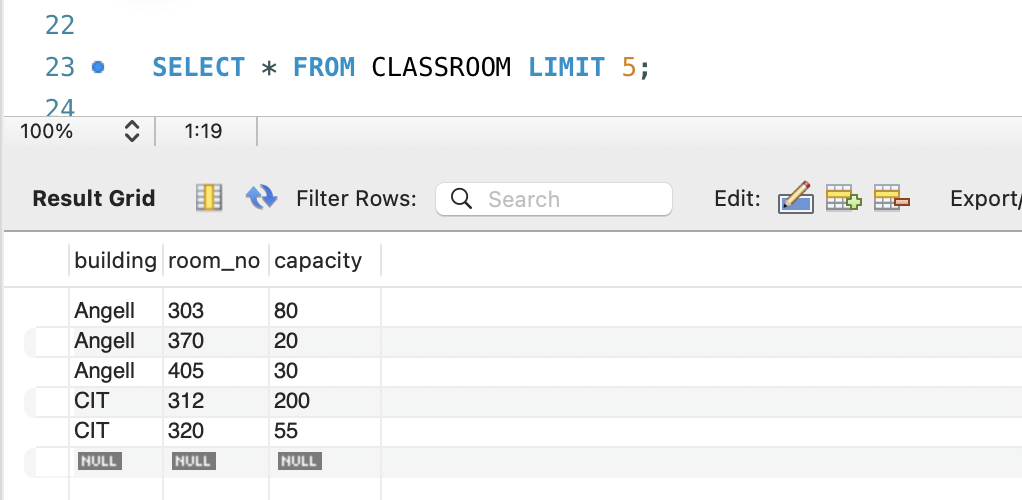 22
23 SELECT * FROM CLASSROOM LIMIT 5;
24
100% 1:19
Result Grid Filter Rows: Search Edit: Export/
building room_no capacity
Angell 303 80
Angell 370 20
Angell 405 30
CIT 312 200
CIT 320 55
NULL NULL NULL